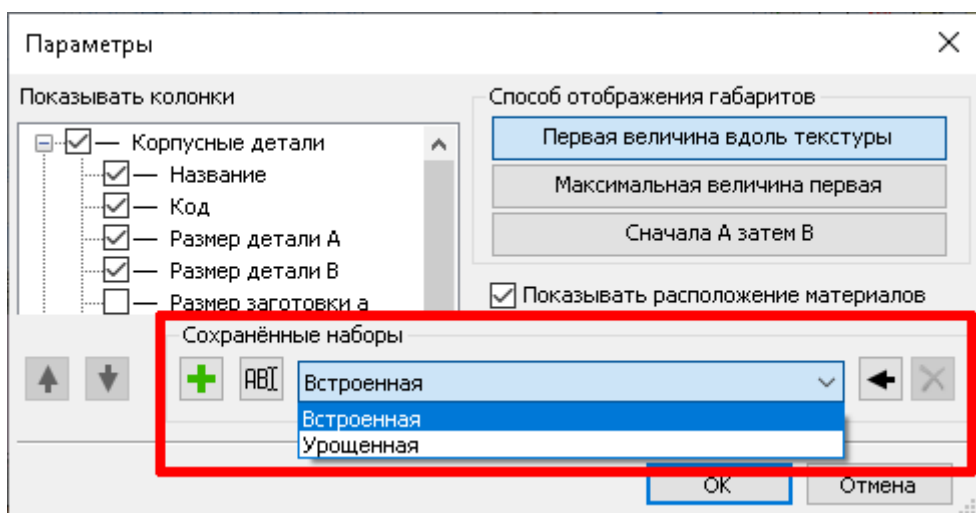 Параметры
Показывать колонки
Корпусные детали
Название
Код
Размер детали A
Размер детали B
Размер заготовки a
Способ отображения габаритов
Первая величина вдоль текстуры
Максимальная величина первая
Сначала A затем B
Показывать расположение материалов
Сохранённые наборы
ABI
Встроенная
Встроенная
Урощенная
OK
Отмена